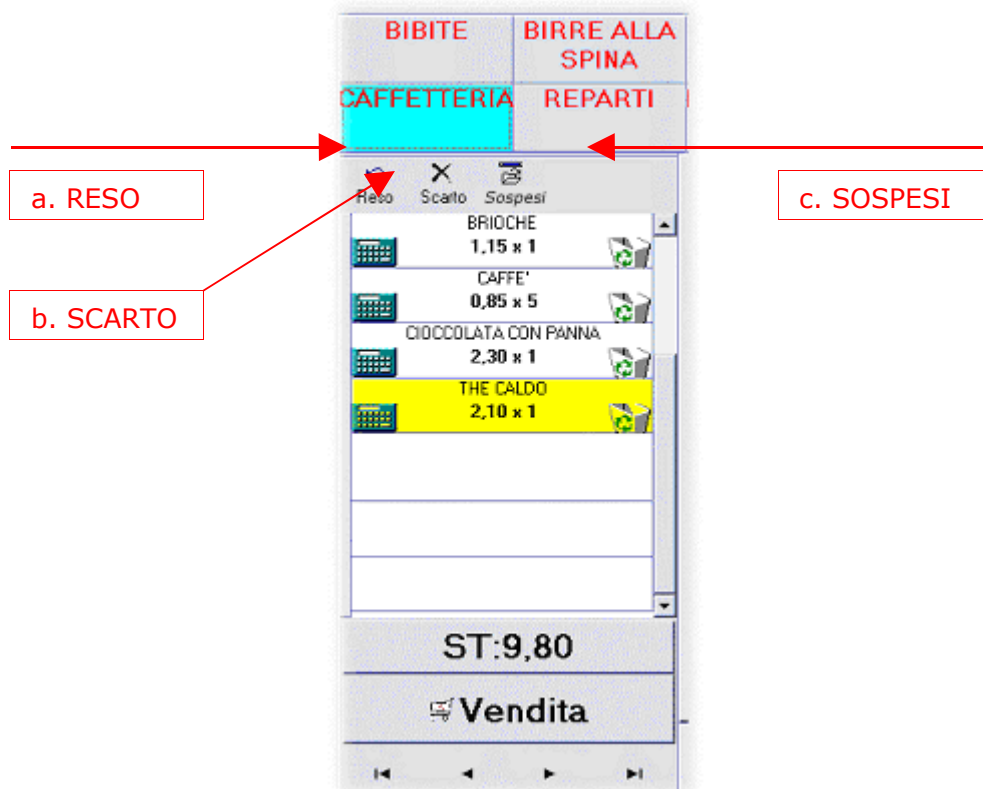 BIBITE
BIRRE ALLA
SPINA
CAFFETTERIA
REPARTI
a. RESO
c. SOSPESI
b. SCARTO
Reso
Scarto
Sospesi
BRIOCHE
1,15 x 1
CAFFE'
0,85 x 5
CIOCCOLATA CON PANNA
2,30 x 1
THE CALDO
2,10 x 1
ST:9,80
Vendita